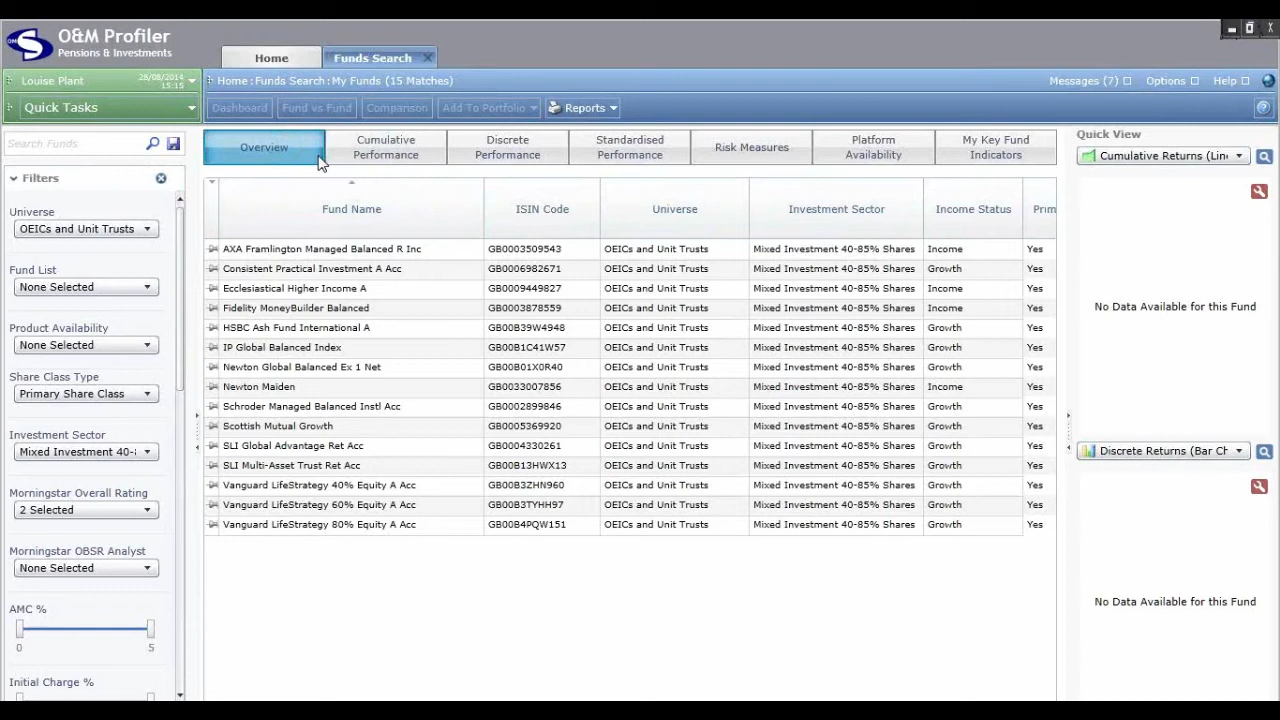 O&M Profiler
Pensions & Investments
Home
Funds Search
Louise Plant
28/08/2014
15:15
Home : Funds Search : My Funds (15 Matches)
Messages (7)
Options
Help
Quick Tasks
Dashboard
Fund vs Fund
Comparison
Add To Portfolio
Reports
Search Funds
Filters
Universe
OEICs and Unit Trusts
Fund List
None Selected
Product Availability
None Selected
Share Class Type
Primary Share Class
Investment Sector
Mixed Investment 40-
Morningstar Overall Rating
2 Selected
Morningstar OBSR Analyst
None Selected
AMC %
0 5
Initial Charge %
Overview
Cumulative Performance
Discrete Performance
Standardised Performance
Risk Measures
Platform Availability
My Key Fund Indicators
Fund Name ISIN Code Universe Investment Sector Income Status Prim
AXA Framlington Managed Balanced R Inc GB0003509543 OEICs and Unit Trusts Mixed Investment 40-85% Shares Income Yes
Consistent Practical Investment A Acc GB0006982671 OEICs and Unit Trusts Mixed Investment 40-85% Shares Growth Yes
Ecclesiastical Higher Income A GB0009449827 OEICs and Unit Trusts Mixed Investment 40-85% Shares Income Yes
Fidelity MoneyBuilder Balanced GB0003878559 OEICs and Unit Trusts Mixed Investment 40-85% Shares Income Yes
HSBC Ash Fund International A GB00B39W4948 OEICs and Unit Trusts Mixed Investment 40-85% Shares Growth Yes
IP Global Balanced Index GB00B1C41W57 OEICs and Unit Trusts Mixed Investment 40-85% Shares Growth Yes
Newton Global Balanced Ex 1 Net GB00B01X0R40 OEICs and Unit Trusts Mixed Investment 40-85% Shares Growth Yes
Newton Maiden GB0033007856 OEICs and Unit Trusts Mixed Investment 40-85% Shares Income Yes
Schroder Managed Balanced Instl Acc GB0002899846 OEICs and Unit Trusts Mixed Investment 40-85% Shares Growth Yes
Scottish Mutual Growth GB0005369920 OEICs and Unit Trusts Mixed Investment 40-85% Shares Growth Yes
SLI Global Advantage Ret Acc GB0004330261 OEICs and Unit Trusts Mixed Investment 40-85% Shares Growth Yes
SLI Multi-Asset Trust Ret Acc GB00B13HWX13 OEICs and Unit Trusts Mixed Investment 40-85% Shares Growth Yes
Vanguard LifeStrategy 40% Equity A Acc GB00B3ZHN960 OEICs and Unit Trusts Mixed Investment 40-85% Shares Growth Yes
Vanguard LifeStrategy 60% Equity A Acc GB00B3TYHH97 OEICs and Unit Trusts Mixed Investment 40-85% Shares Growth Yes
Vanguard LifeStrategy 80% Equity A Acc GB00B4PQW151 OEICs and Unit Trusts Mixed Investment 40-85% Shares Growth Yes
Quick View
Cumulative Returns (Lin
No Data Available for this Fund
Discrete Returns (Bar Ch
No Data Available for this Fund